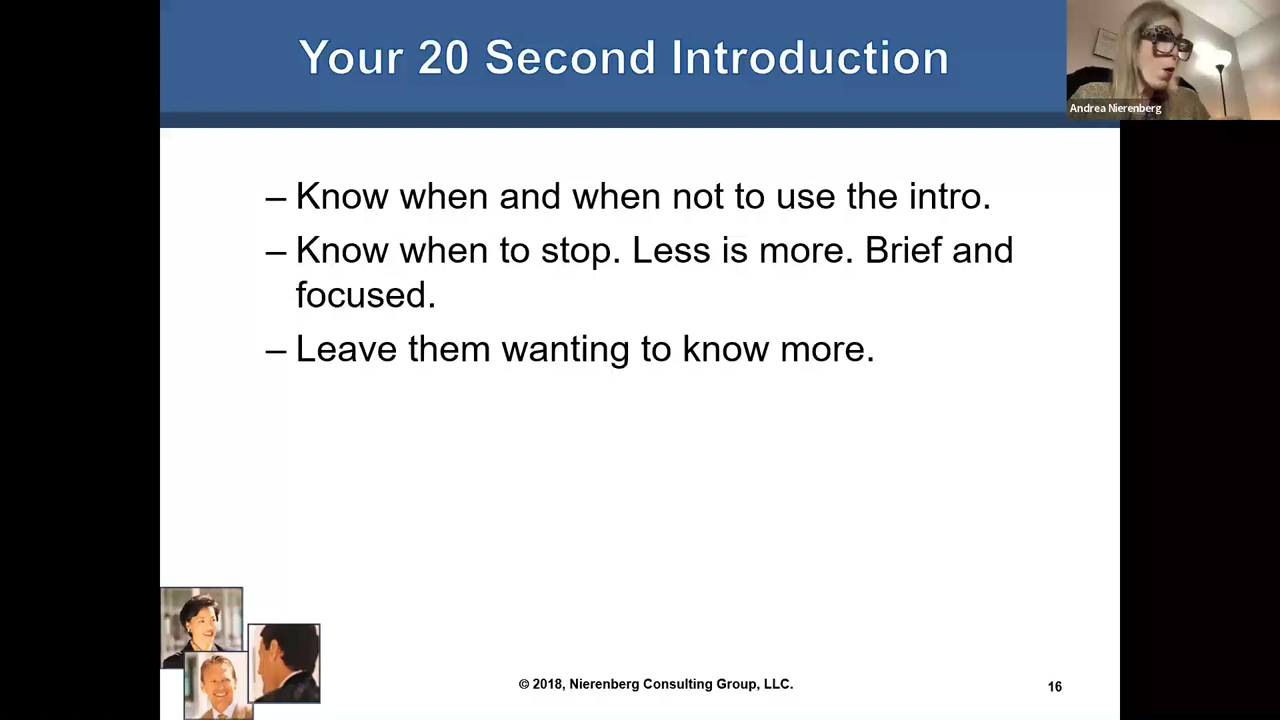 Your 20 Second Introduction
Andrea Nierenberg
– Know when and when not to use the intro.
– Know when to stop. Less is more. Brief and
focused.
– Leave them wanting to know more.
© 2018, Nierenberg Consulting Group, LLC.
16